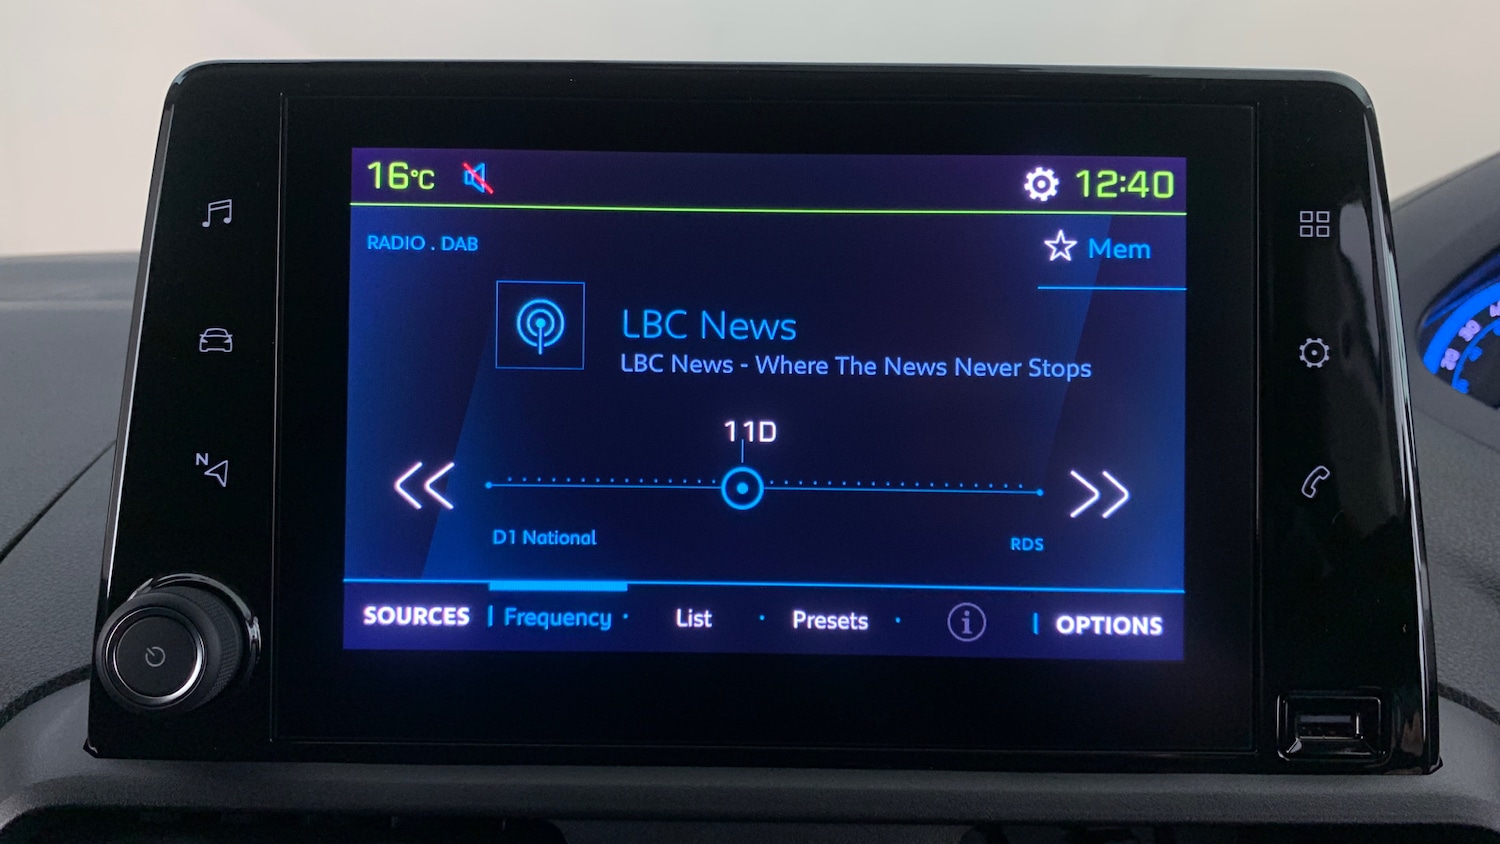 16°C
12:40
RADIO . DAB
Mem
LBC News
LBC News - Where The News Never Stops
11D
D1 National
RDS
SOURCES
Frequency
List
Presets
i
OPTIONS
N